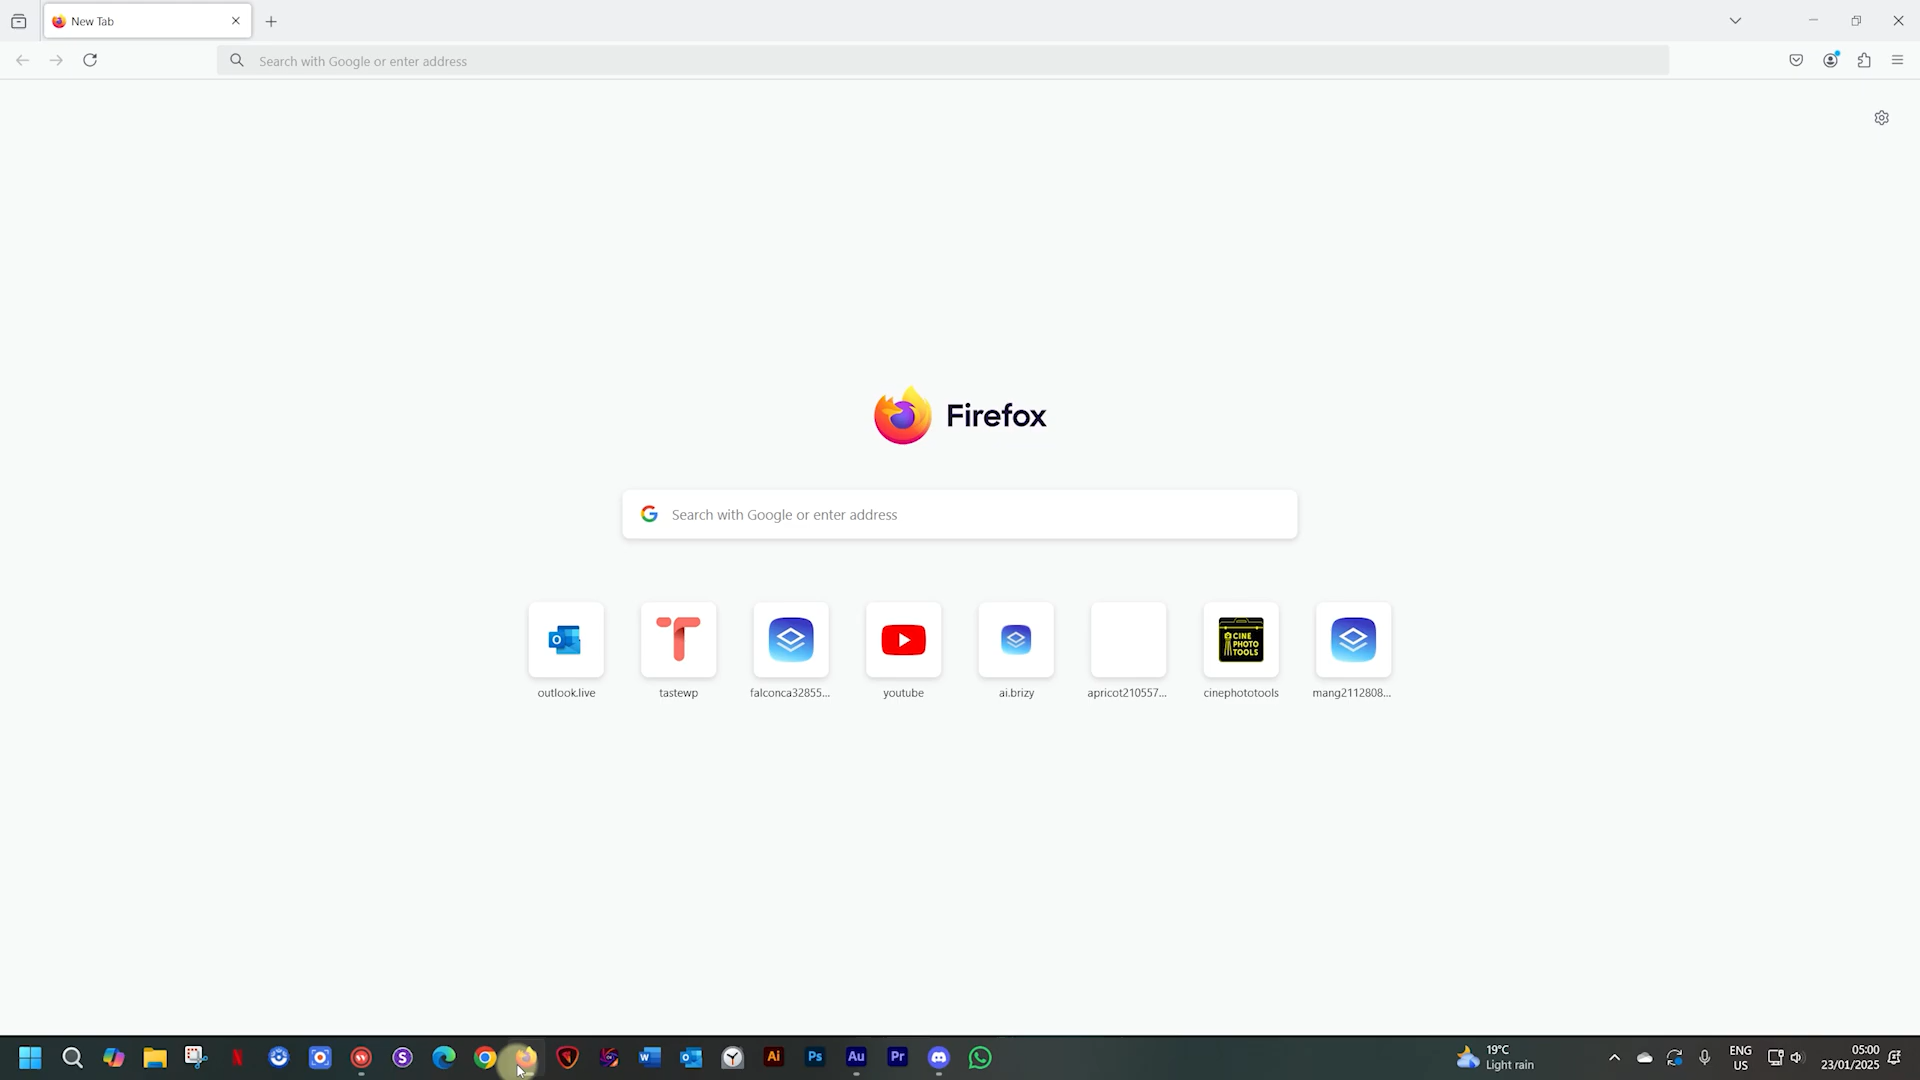 New Tab
Search with Google or enter address
Firefox
Search with Google or enter address
CINE
PHOTO
TOOLS
outlook.live
tastewp
falconca32855...
youtube
ai.brizy
apricot210557...
cinephototools
mang2112808...
Ai
Ps
Au
Pr
19°C
Light rain
ENG
US
05:00
23/01/2025